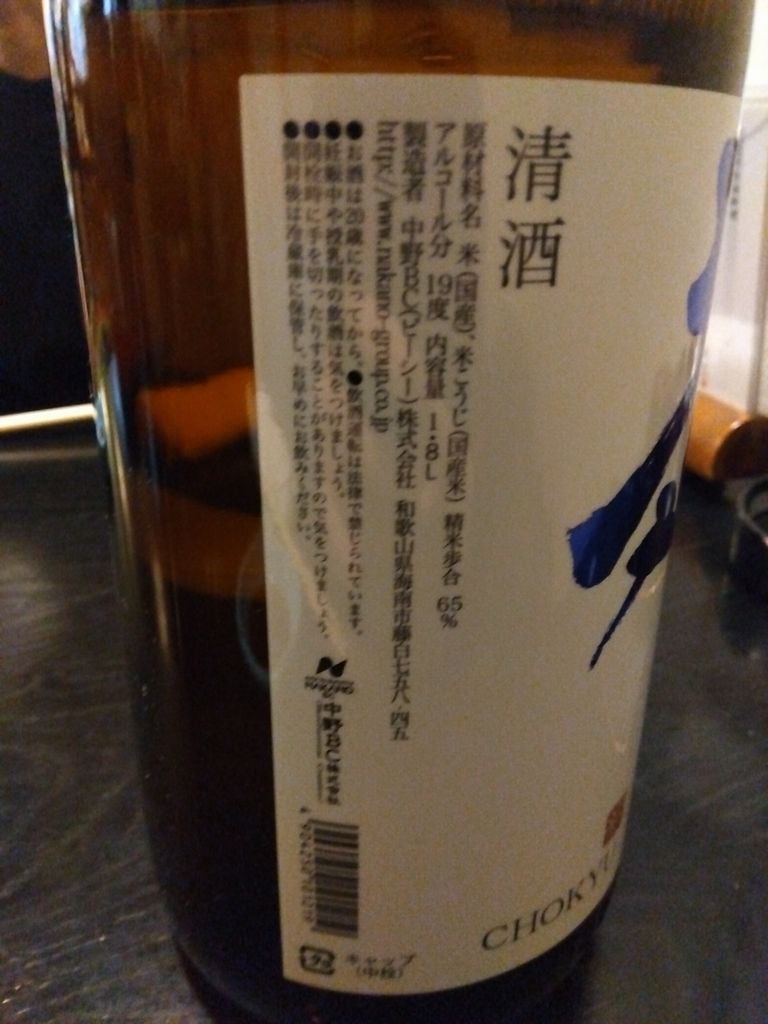 清酒
原材料名 米(国産)、米こうじ(国産米) 精米歩合 65%
アルコール分 19度 内容量 1.8L
製造者 中野BC(ビーシー)株式会社 和歌山県海南市藤白七五八-四五
http://www.nakano-group.co.jp
●お酒は20歳になってから。●飲酒運転は法律で禁じられています。
●妊娠中や授乳期の飲酒は気をつけましょう。
●開栓時に手を切ったりすることがありますので気をつけましょう。
●開封後は冷蔵庫に保管し、お早めにお飲みください。
NAKANO
中野BC株式会社
キャップ
(中栓)
CHOKYU